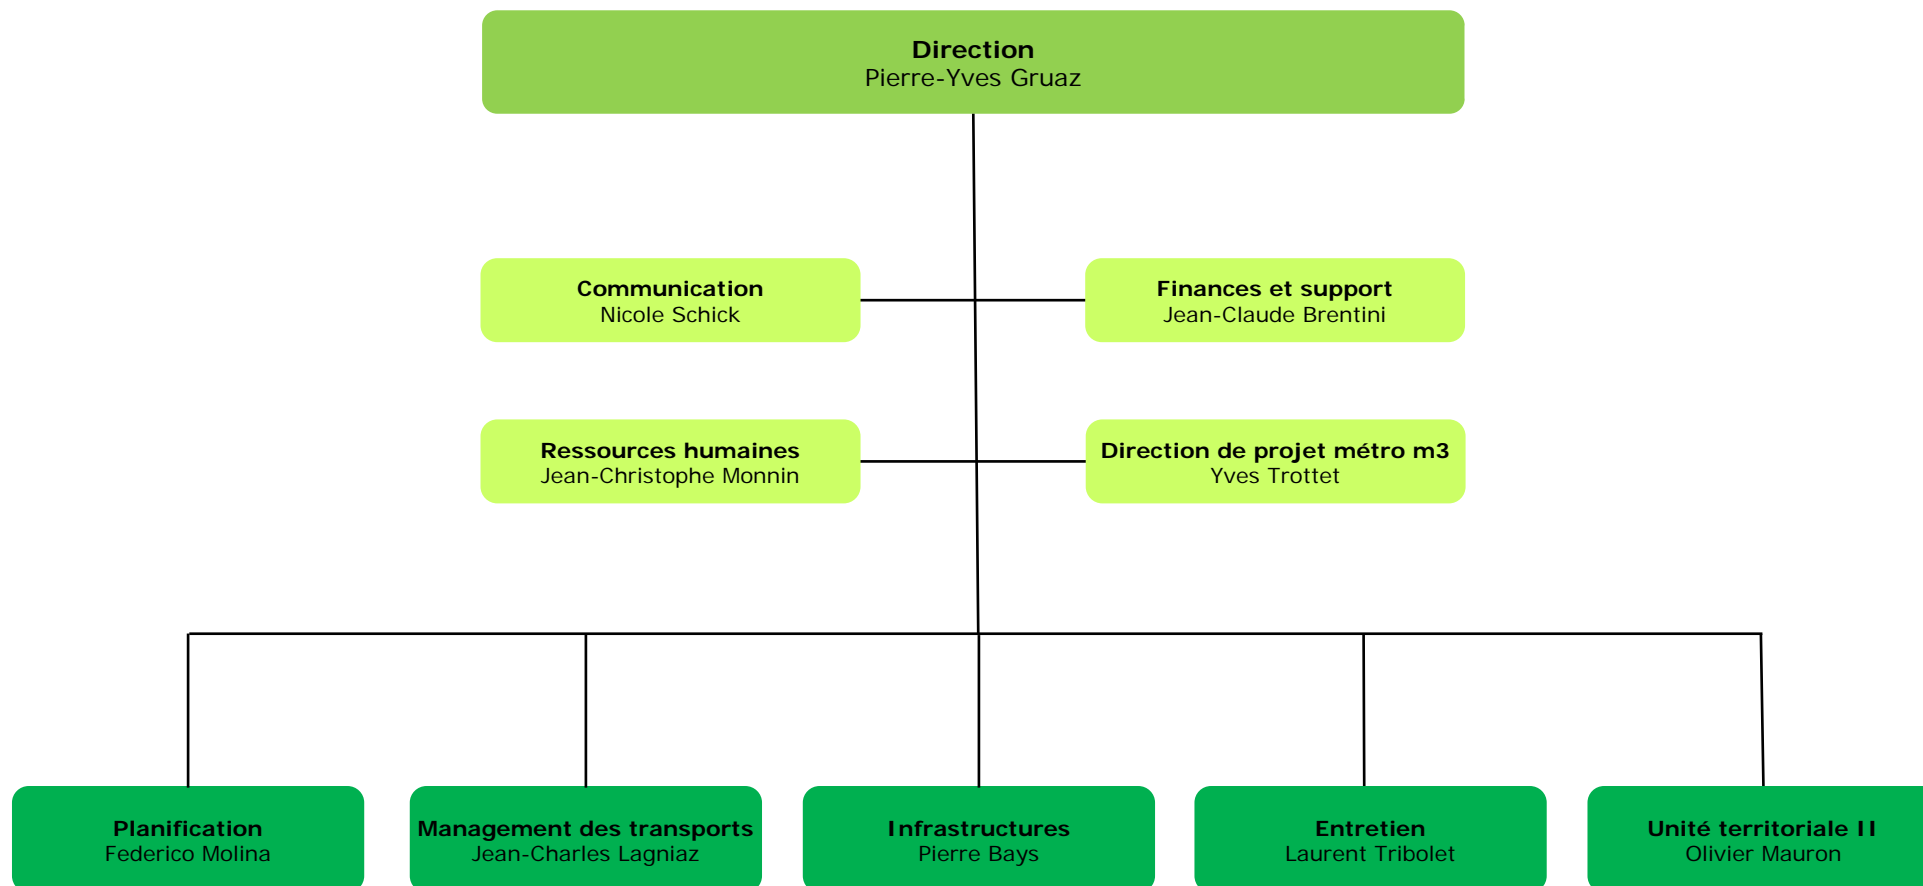 Direction
Pierre-Yves Gruaz
Communication
Nicole Schick
Finances et support
Jean-Claude Brentini
Ressources humaines
Jean-Christophe Monnin
Direction de projet métro m3
Yves Trottet
Planification
Federico Molina
Management des transports
Jean-Charles Lagniaz
Infrastructures
Pierre Bays
Entretien
Laurent Tribolet
Unité territoriale II
Olivier Mauron